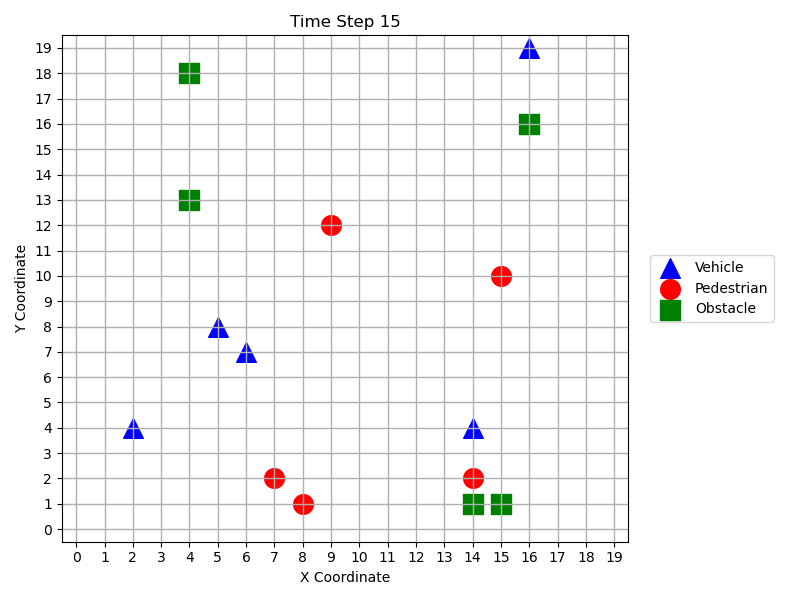 Time Step 15
Y Coordinate
19
18
17
16
15
14
13
12
11
10
9
8
7
6
5
4
3
2
1
0
0 1 2 3 4 5 6 7 8 9 10 11 12 13 14 15 16 17 18 19
X Coordinate
Vehicle
Pedestrian
Obstacle